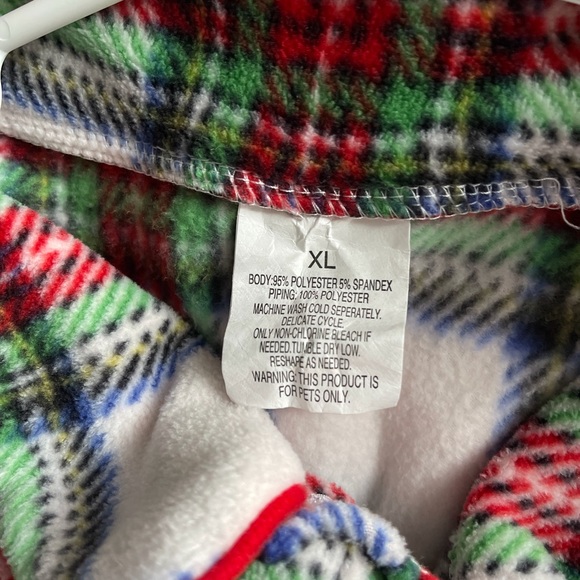 XL
BODY:95% POLYESTER 5% SPANDEX
PIPING: 100% POLYESTER
MACHINE WASH COLD SEPERATELY.
DELICATE CYCLE.
ONLY NON-CHLORINE BLEACH IF
NEEDED.TUMBLE DRY LOW.
RESHAPE AS NEEDED.
WARNING: THIS PRODUCT IS
FOR PETS ONLY.